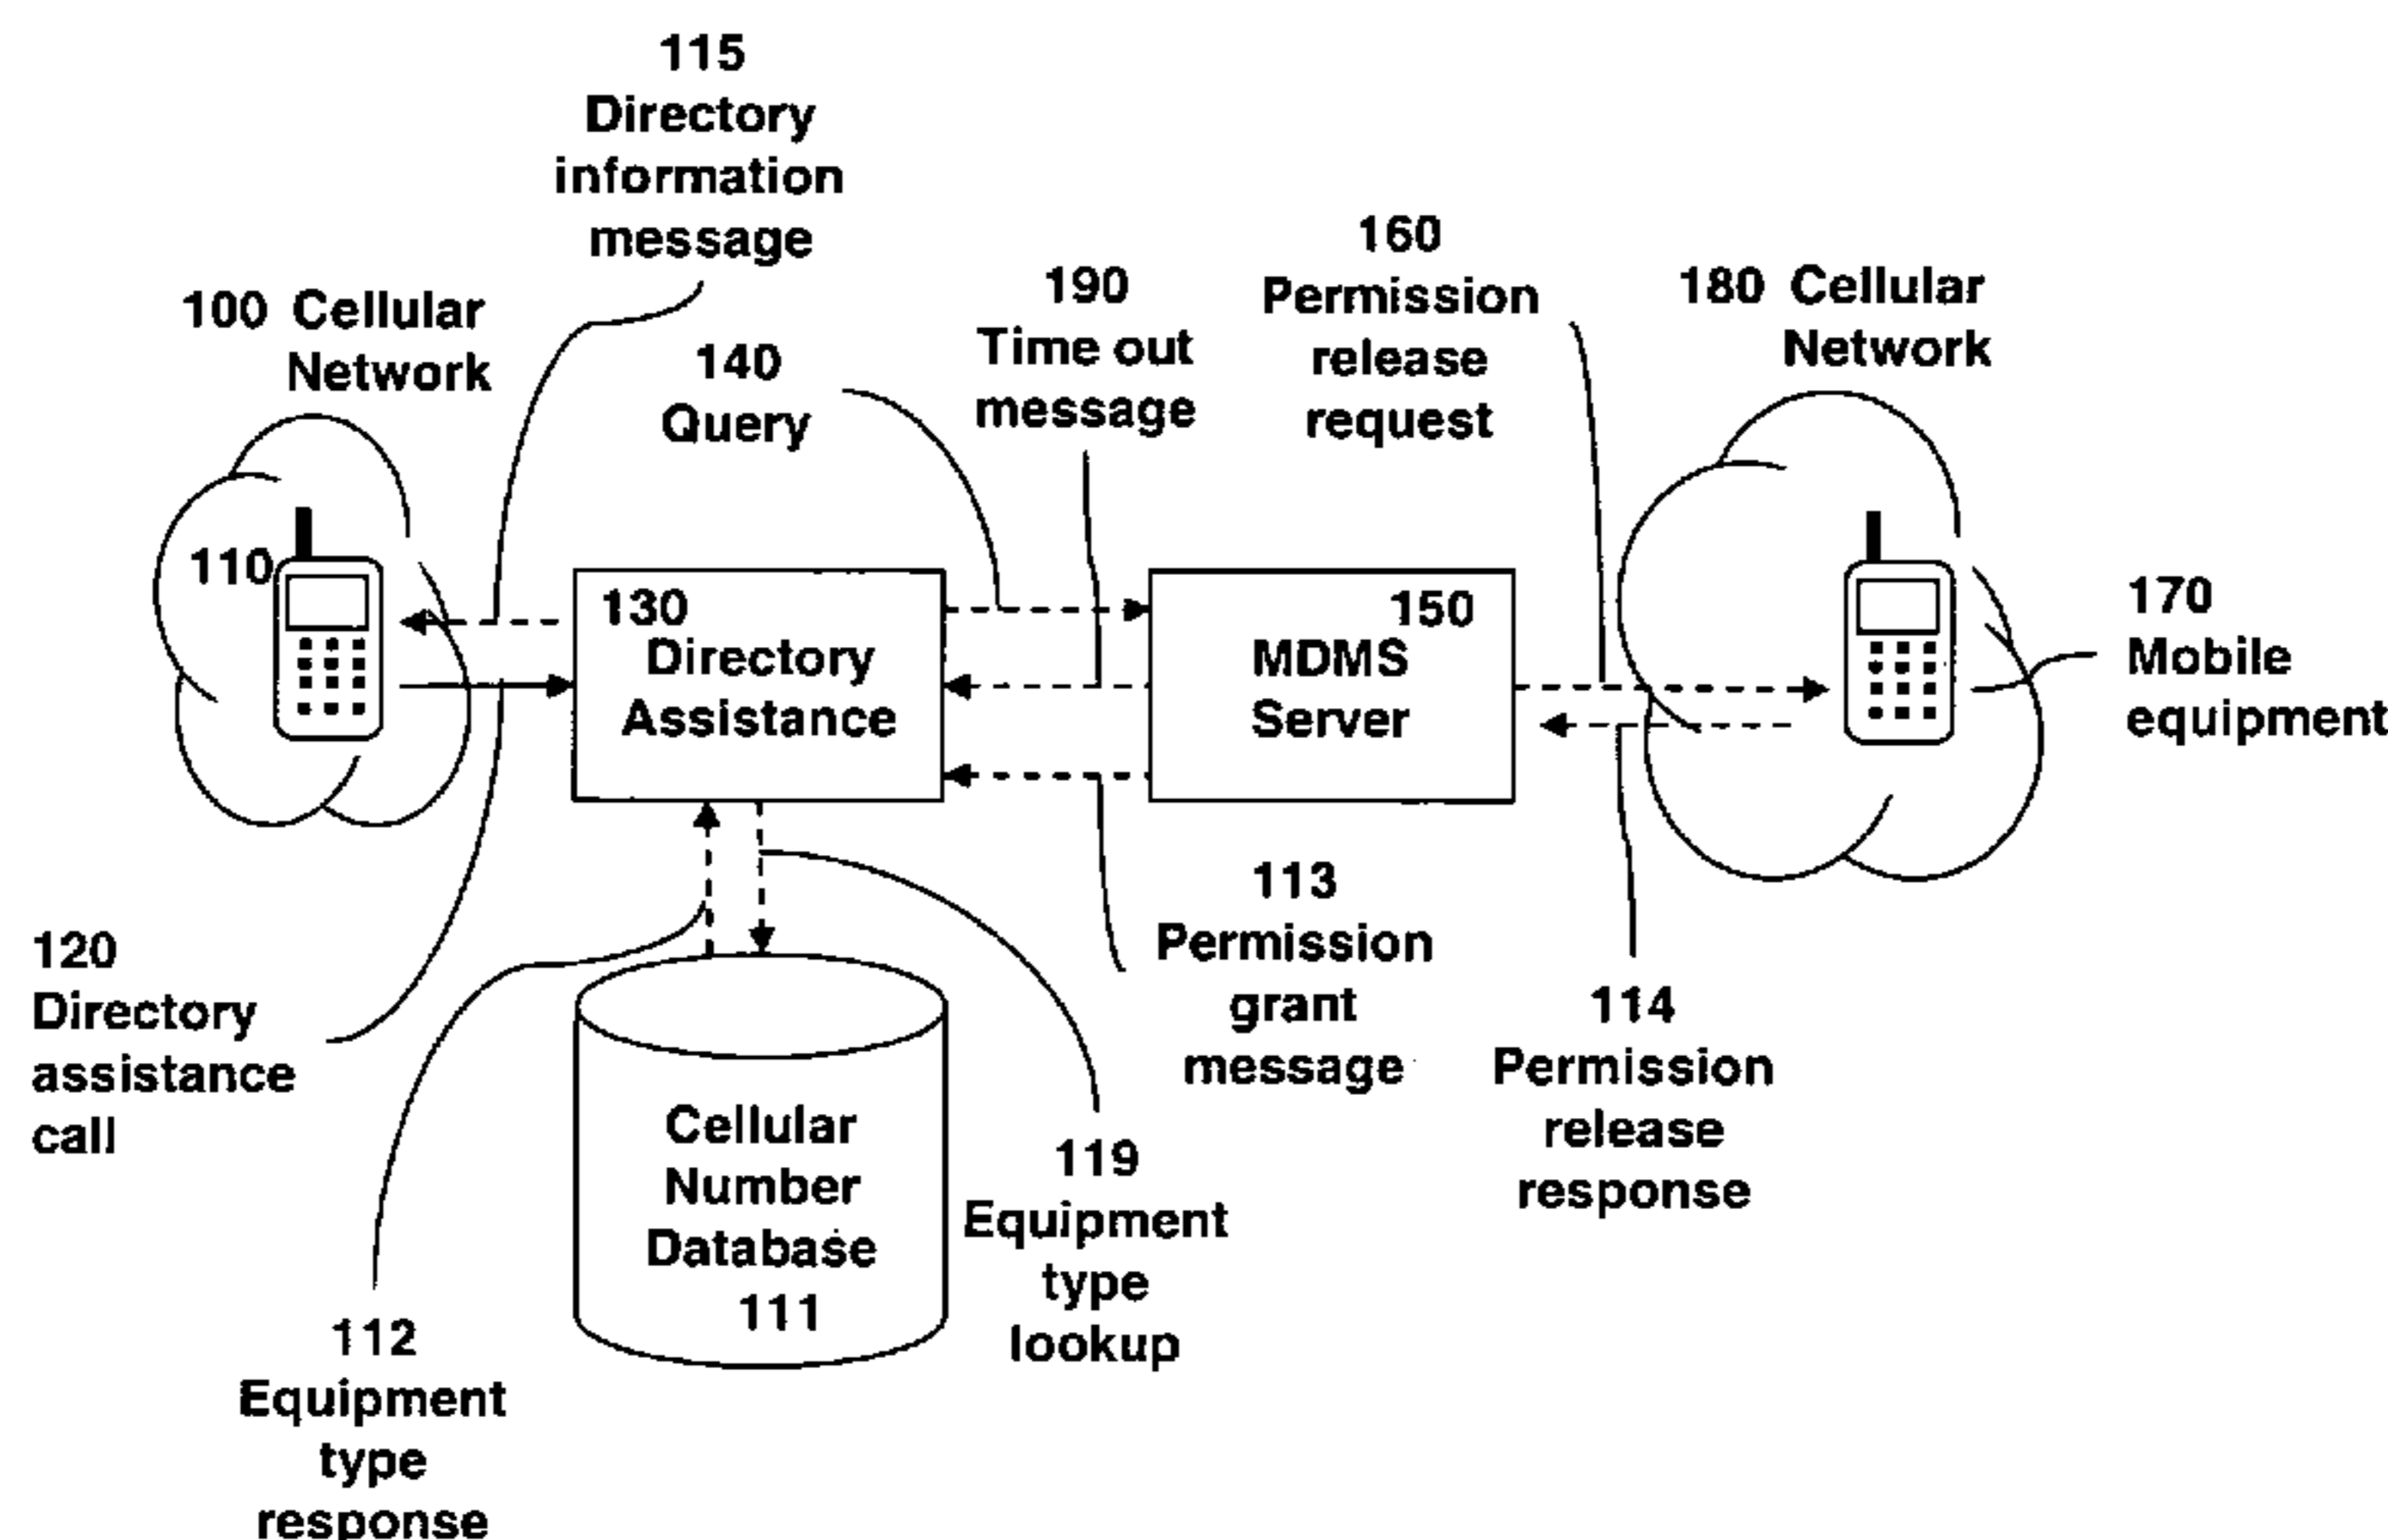 115
Directory
information
message
100 Cellular
Network
140
Query
190
Time out
message
160
Permission
release
request
180 Cellular
Network
110
130
Directory
Assistance
150
MDMS
Server
170
Mobile
equipment
120
Directory
assistance
call
113
Permission
grant
message
114
Permission
release
response
Cellular
Number
Database
111
119
Equipment
type
lookup
112
Equipment
type
response